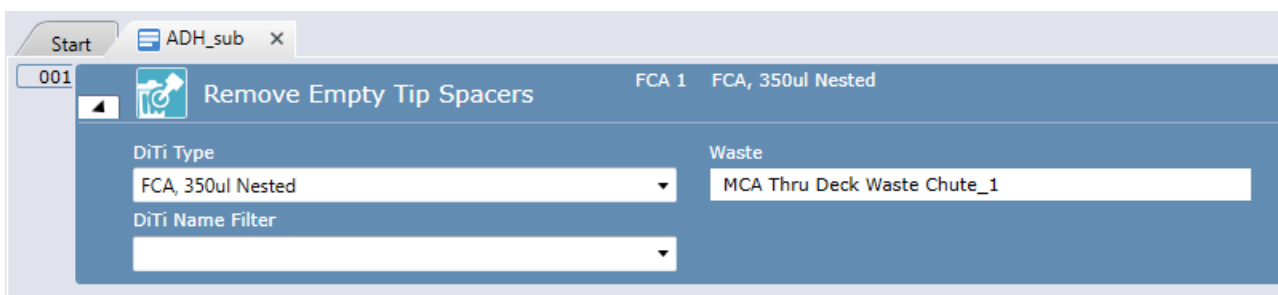 Start
ADH_sub
001
Remove Empty Tip Spacers
FCA 1 FCA, 350ul Nested
DiTi Type
Waste
FCA, 350ul Nested
MCA Thru Deck Waste Chute_1
DiTi Name Filter